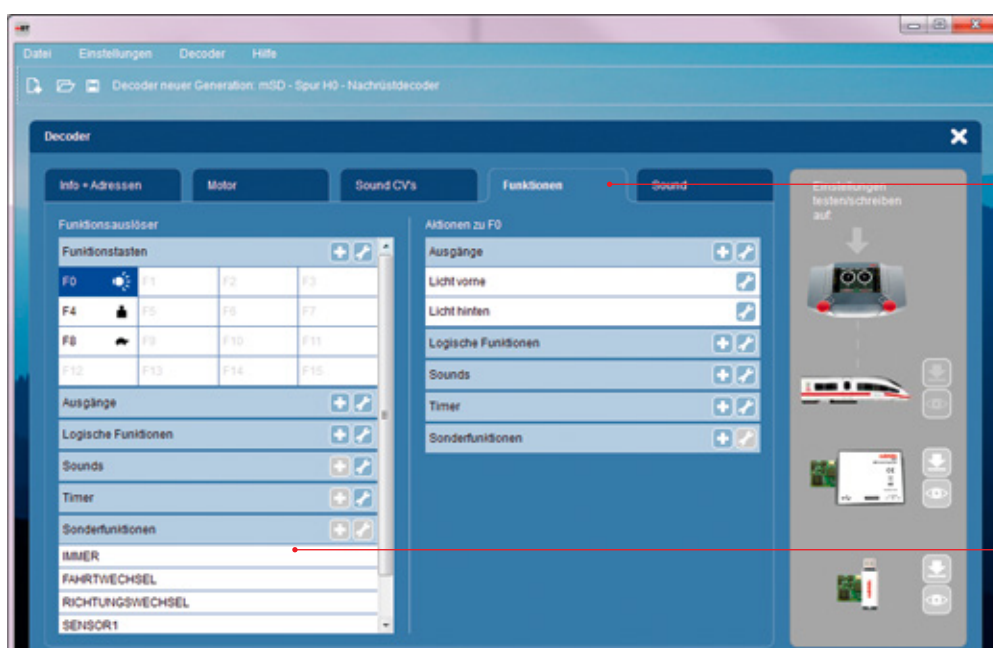 Datei Einstellungen Decoder Hilfe
Decoder neuer Generation: mSD - Spur H0 - Nachrüstdecoder
Decoder
Info + Adressen Motor Sound CV's Funktionen Sound
Funktionsauslöser
Funktionstasten
F0 F1 F2 F3
F4 F5 F6 F7
F8 F9 F10 F11
F12 F13 F14 F15
Ausgänge
Logische Funktionen
Sounds
Timer
Sonderfunktionen
IMMER
FAHRTWECHSEL
RICHTUNGSWECHSEL
SENSOR1
Aktionen zu F0
Ausgänge
Licht vorne
Licht hinten
Logische Funktionen
Sounds
Timer
Sonderfunktionen
Einstellungen
testen/schreiben
auf: